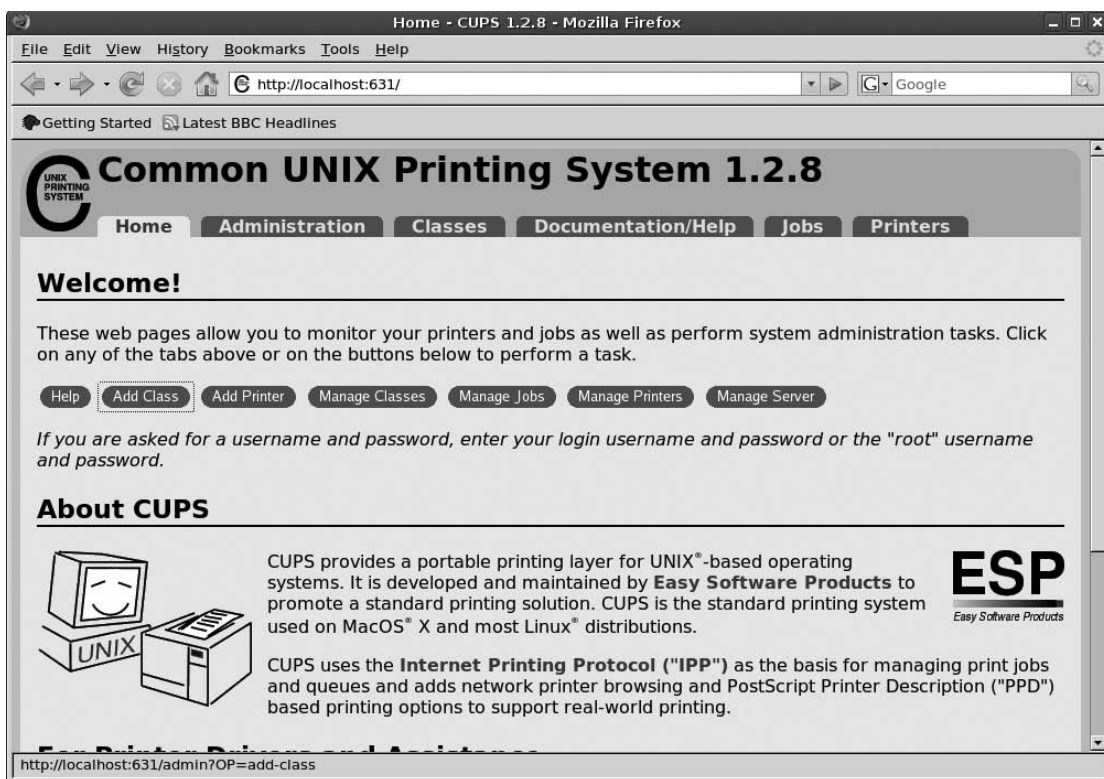 Home - CUPS 1.2.8 - Mozilla Firefox
File Edit View History Bookmarks Tools Help
http://localhost:631/
G Google
Getting Started Latest BBC Headlines
UNIX
PRINTING
SYSTEM
Common UNIX Printing System 1.2.8
Home Administration Classes Documentation/Help Jobs Printers
Welcome!
These web pages allow you to monitor your printers and jobs as well as perform system administration tasks. Click
on any of the tabs above or on the buttons below to perform a task.
Help Add Class Add Printer Manage Classes Manage Jobs Manage Printers Manage Server
If you are asked for a username and password, enter your login username and password or the "root" username
and password.
About CUPS
UNIX
CUPS provides a portable printing layer for UNIX®-based operating
systems. It is developed and maintained by Easy Software Products to
promote a standard printing solution. CUPS is the standard printing system
used on MacOS® X and most Linux® distributions.
ESP
Easy Software Products
CUPS uses the Internet Printing Protocol ("IPP") as the basis for managing print jobs
and queues and adds network printer browsing and PostScript Printer Description ("PPD")
based printing options to support real-world printing.
For Printer Drivers and Assistance
http://localhost:631/admin?OP=add-class